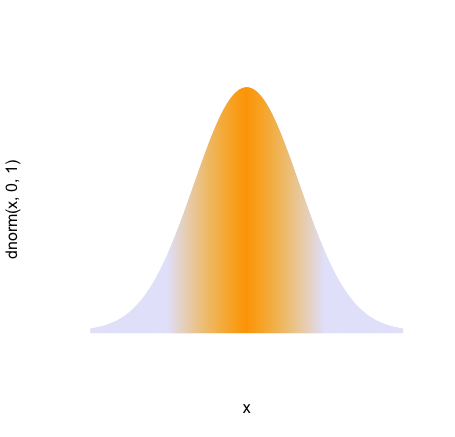 dnorm(x, 0, 1)
x